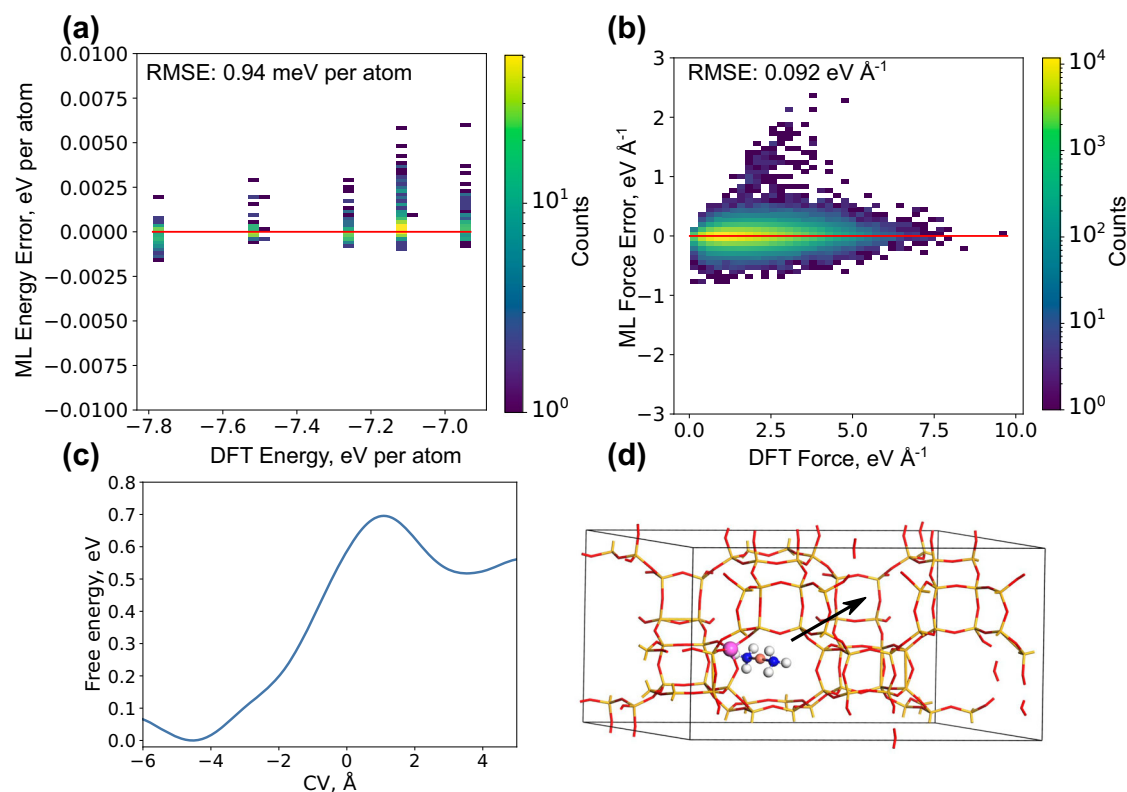 (a)
RMSE: 0.94 meV per atom
ML Energy Error, eV per atom
0.0100
0.0075
0.0050
0.0025
0.0000
−0.0025
−0.0050
−0.0075
−0.0100
−7.8 −7.6 −7.4 −7.2 −7.0
DFT Energy, eV per atom
10¹
10⁰
Counts
(b)
RMSE: 0.092 eV Å⁻¹
ML Force Error, eV Å⁻¹
3
2
1
0
−1
−2
−3
0.0 2.5 5.0 7.5 10.0
DFT Force, eV Å⁻¹
10⁴
10³
10²
10¹
10⁰
Counts
(c)
Free energy, eV
0.8
0.7
0.6
0.5
0.4
0.3
0.2
0.1
0.0
−6 −4 −2 0 2 4
CV, Å
(d)